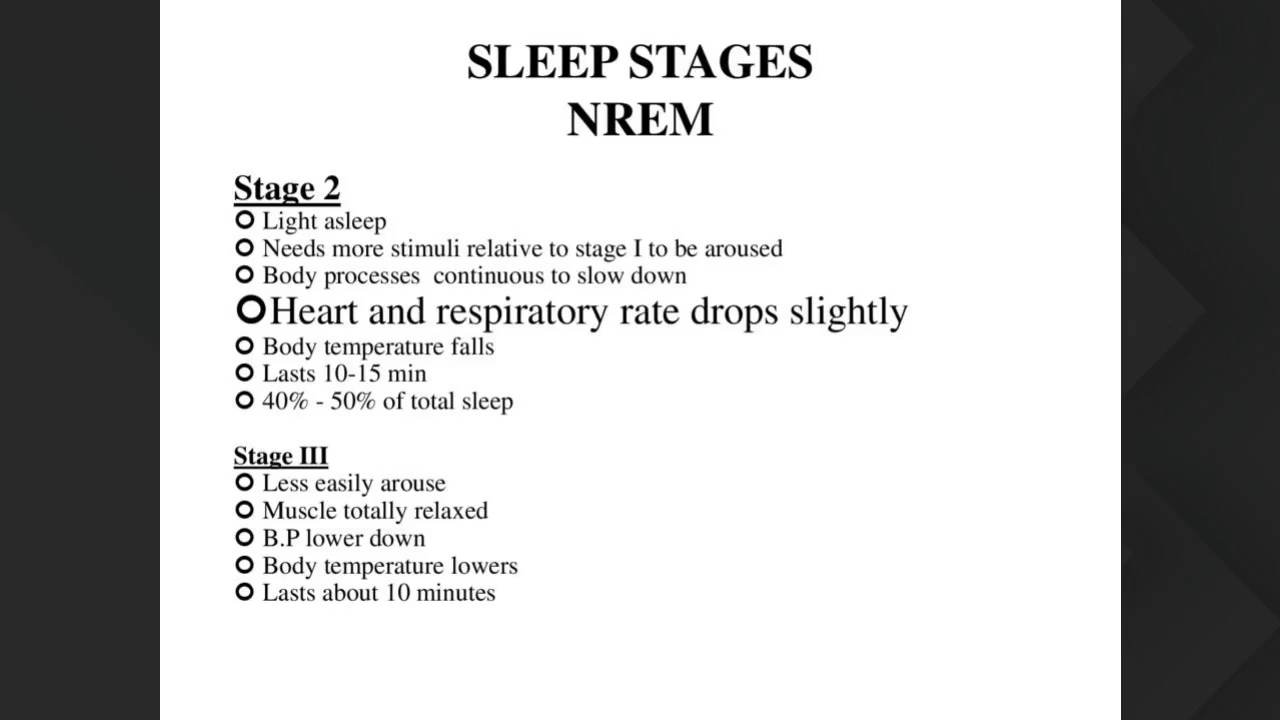 SLEEP STAGES
NREM
Stage 2
Light asleep
Needs more stimuli relative to stage I to be aroused
Body processes continuous to slow down
Heart and respiratory rate drops slightly
Body temperature falls
Lasts 10-15 min
40% - 50% of total sleep
Stage III
Less easily arouse
Muscle totally relaxed
B.P lower down
Body temperature lowers
Lasts about 10 minutes